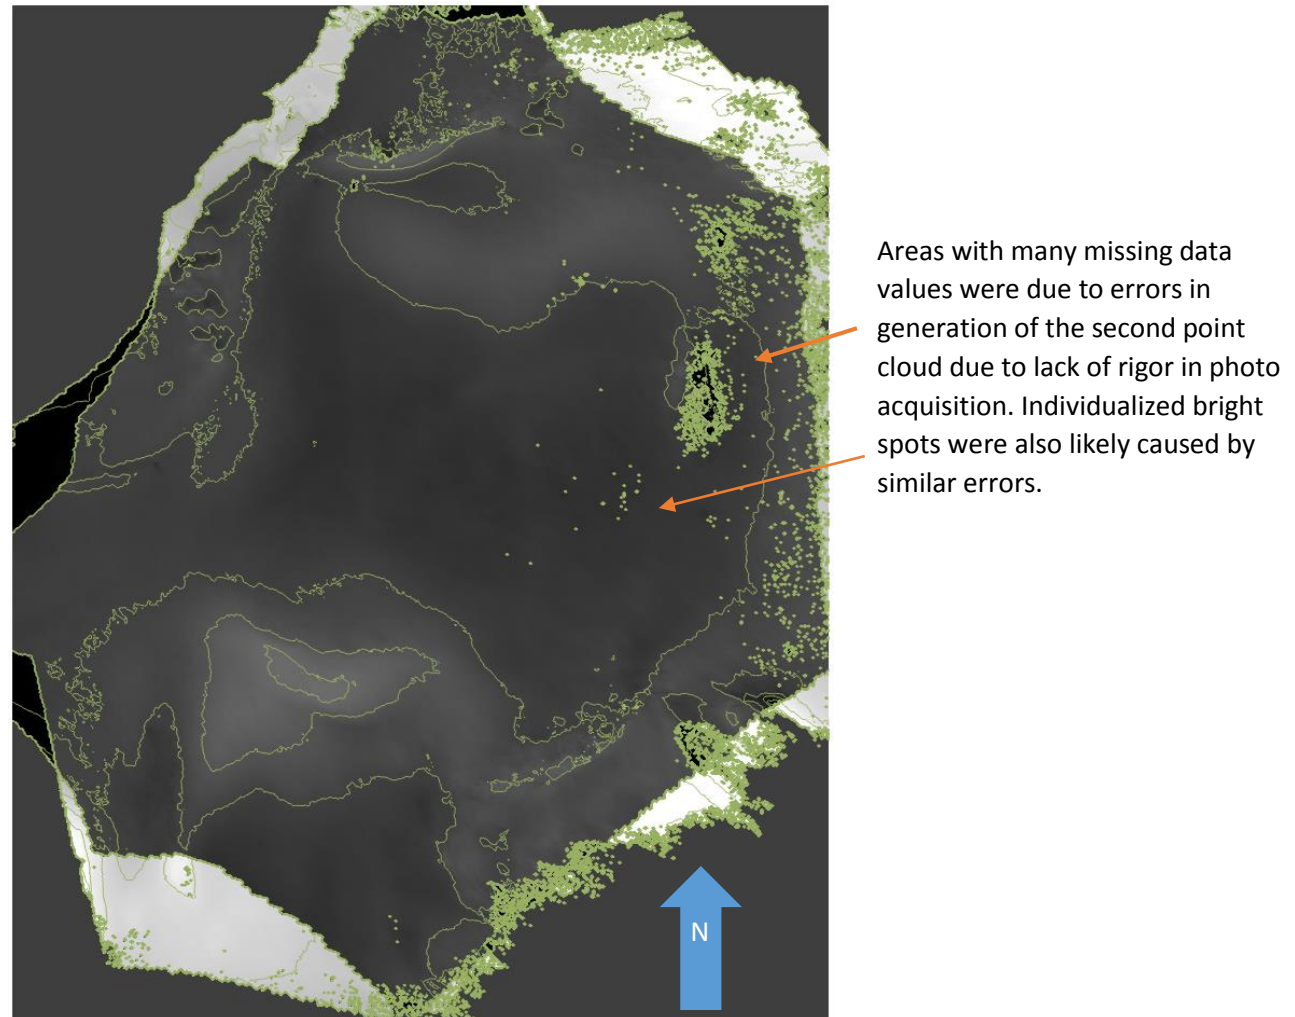 Areas with many missing data
values were due to errors in
generation of the second point
cloud due to lack of rigor in photo
acquisition. Individualized bright
spots were also likely caused by
similar errors.
N